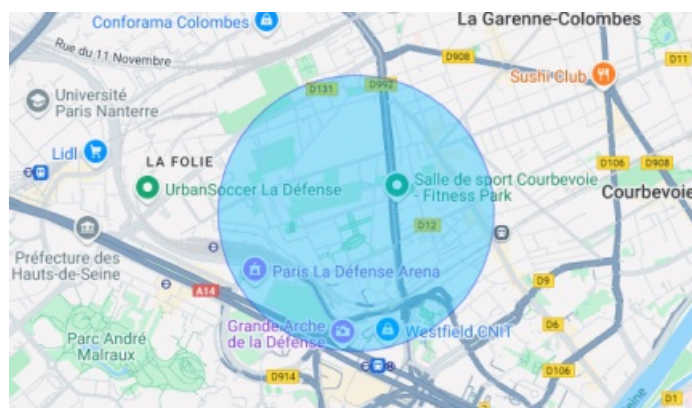 La Garenne-Colombes
Conforama Colombes
Rue du 11 Novembre
D908
D11
Sushi Club
D131
D992
Université
Paris Nanterre
Lidl
LA FOLIE
D106
D908
UrbanSoccer La Défense
Salle de sport Courbevoie
- Fitness Park
Courbevoie
D12
Préfecture des
Hauts-de-Seine
Paris La Défense Arena
A14
D9
Grande Arche
de la Défense
Westfield CNIT
D6
Parc André
Malraux
D914
D106
D1